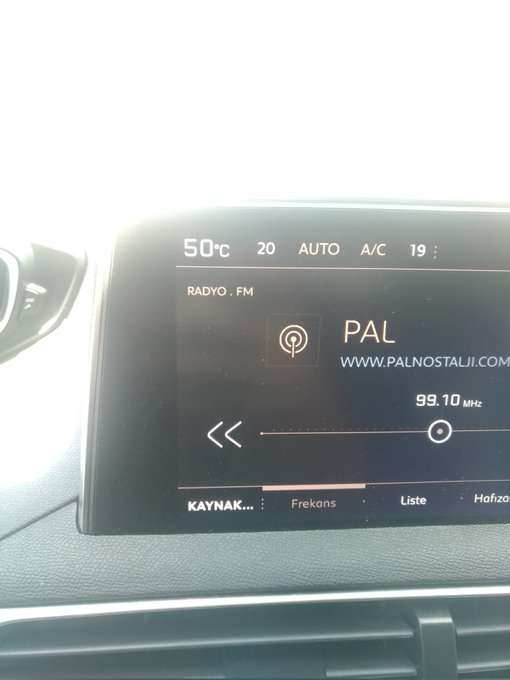 50°C 20 AUTO A/C 19 :
RADYO . FM
PAL
WWW.PALNOSTALJI.COM
99.10 MHz
KAYNAK... Frekans Liste Hafıza